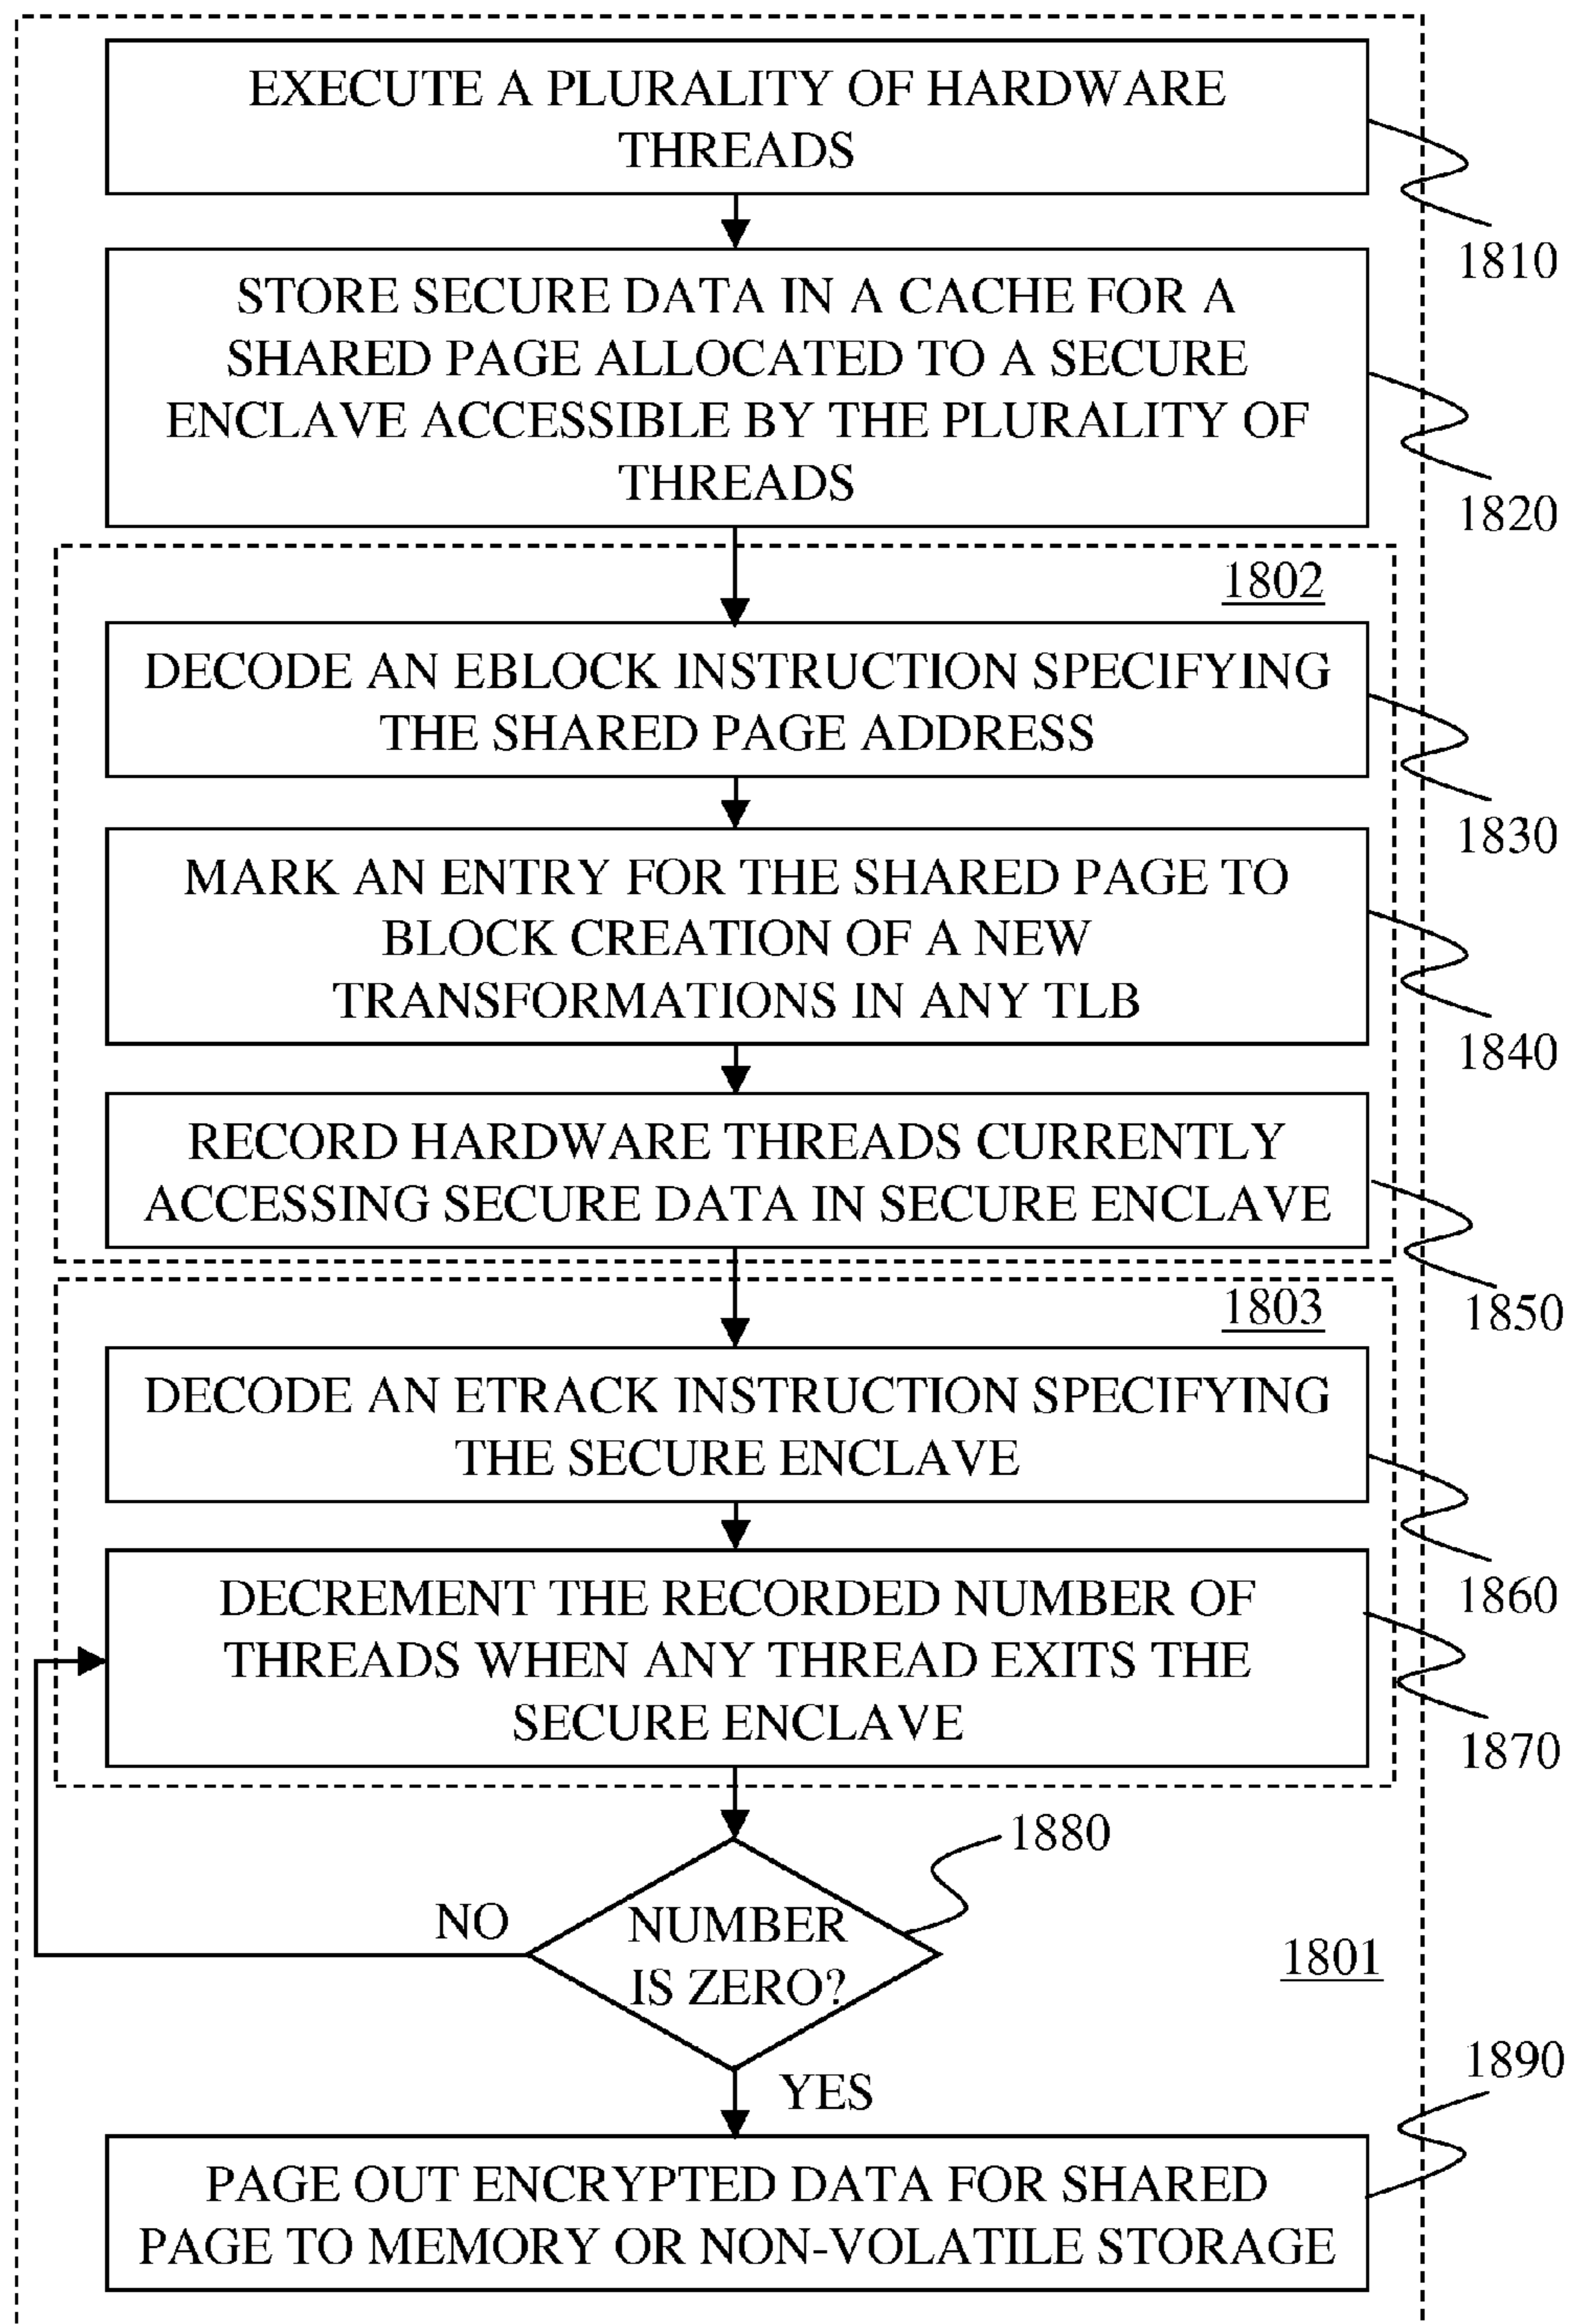 EXECUTE A PLURALITY OF HARDWARE
THREADS
1810
STORE SECURE DATA IN A CACHE FOR A
SHARED PAGE ALLOCATED TO A SECURE
ENCLAVE ACCESSIBLE BY THE PLURALITY OF
THREADS
1820
1802
DECODE AN EBLOCK INSTRUCTION SPECIFYING
THE SHARED PAGE ADDRESS
1830
MARK AN ENTRY FOR THE SHARED PAGE TO
BLOCK CREATION OF A NEW
TRANSFORMATIONS IN ANY TLB
1840
RECORD HARDWARE THREADS CURRENTLY
ACCESSING SECURE DATA IN SECURE ENCLAVE
1850
1803
DECODE AN ETRACK INSTRUCTION SPECIFYING
THE SECURE ENCLAVE
1860
DECREMENT THE RECORDED NUMBER OF
THREADS WHEN ANY THREAD EXITS THE
SECURE ENCLAVE
1870
1880
NO
NUMBER
IS ZERO?
1801
YES
1890
PAGE OUT ENCRYPTED DATA FOR SHARED
PAGE TO MEMORY OR NON-VOLATILE STORAGE